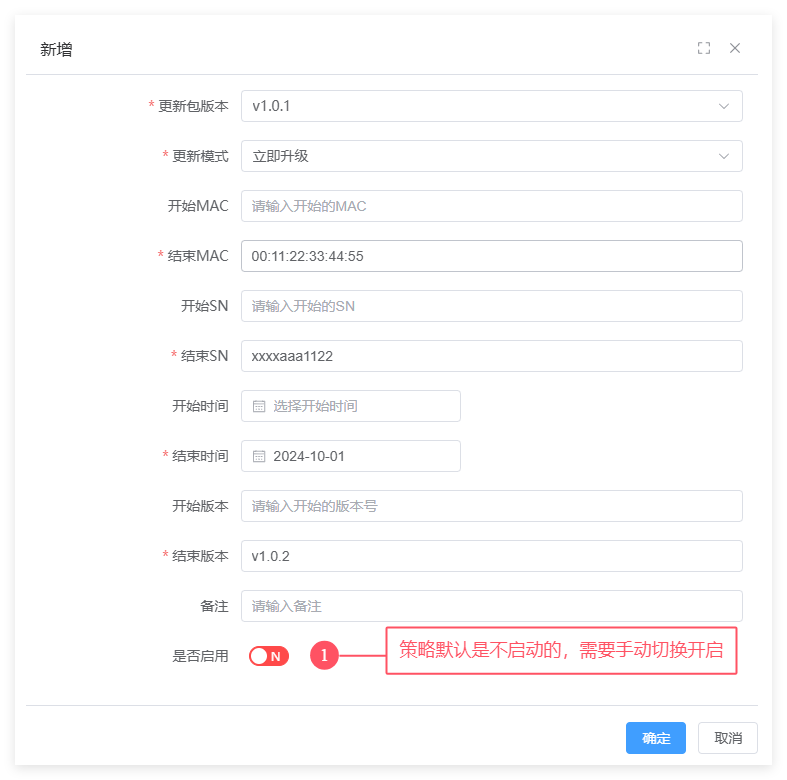 新增
* 更新包版本 v1.0.1
* 更新模式 立即升级
开始MAC 请输入开始的MAC
* 结束MAC 00:11:22:33:44:55
开始SN 请输入开始的SN
* 结束SN xxxxaaa1122
开始时间 选择开始时间
* 结束时间 2024-10-01
开始版本 请输入开始的版本号
* 结束版本 v1.0.2
备注 请输入备注
是否启用 N 1 策略默认是不启动的，需要手动切换开启
确定 取消